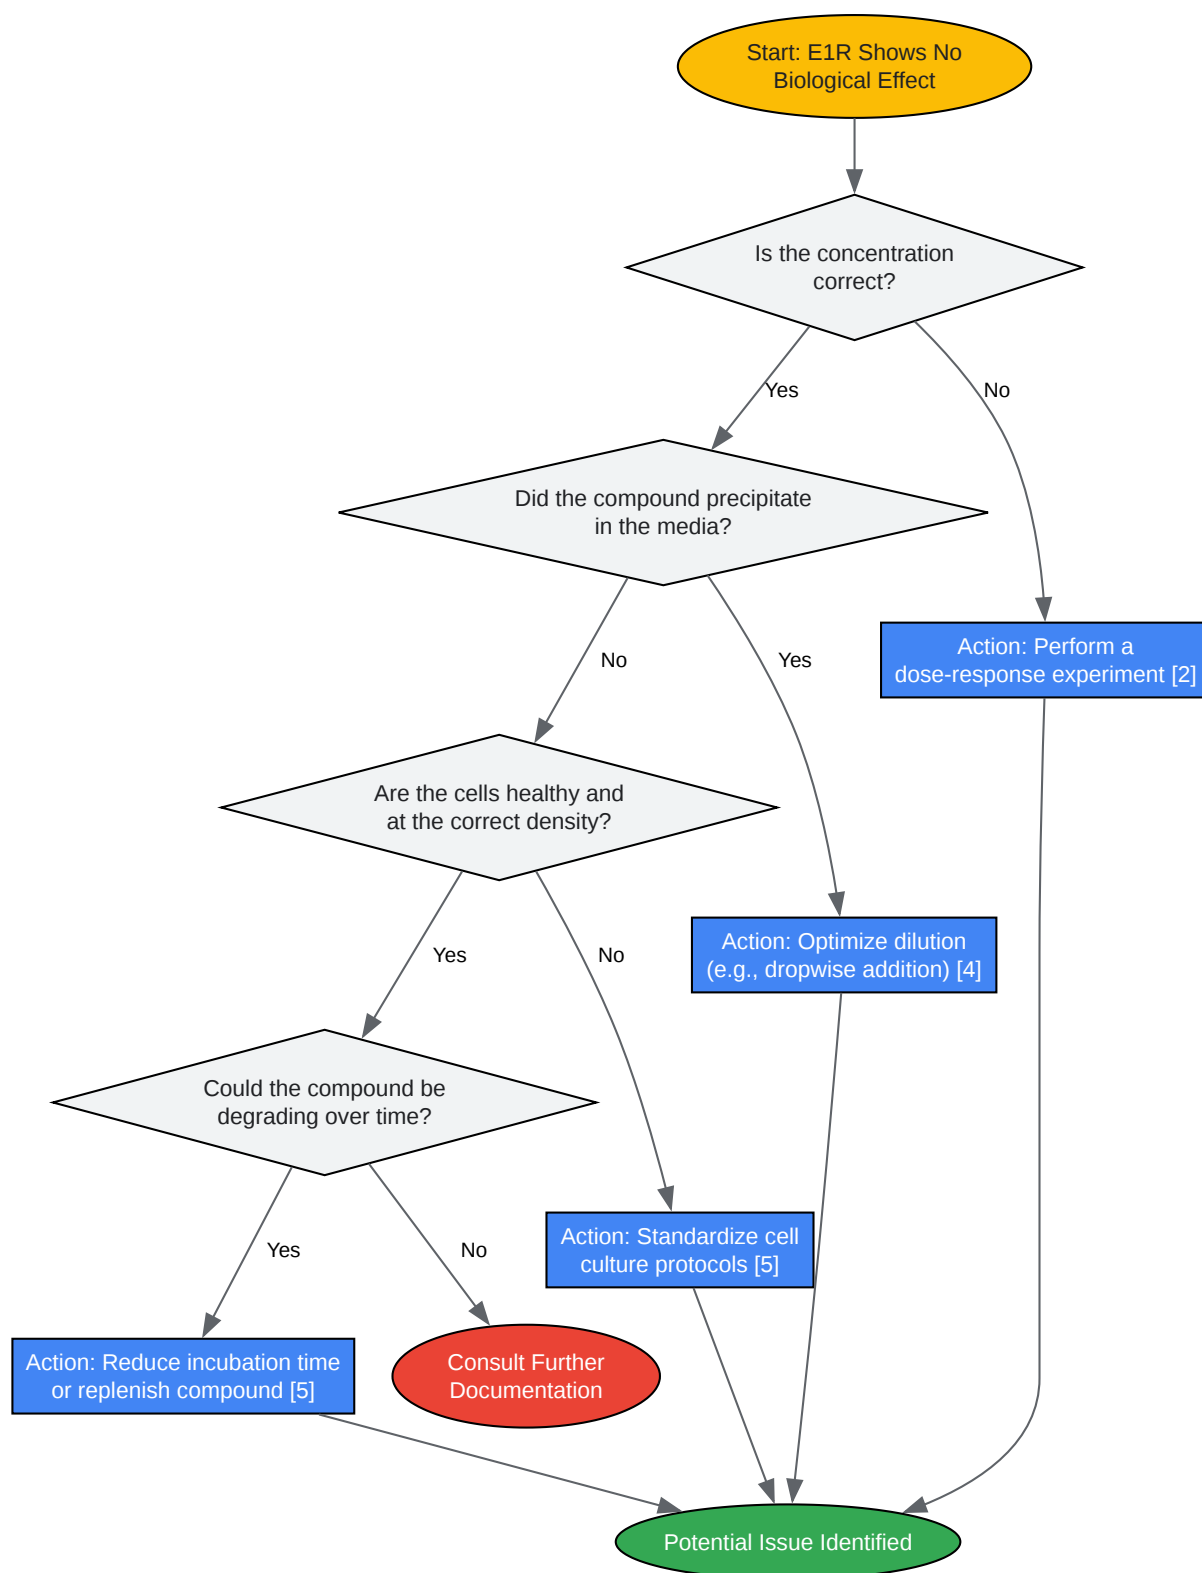 Start: E1R Shows No
Biological Effect
Is the concentration
correct?
Yes
No
Did the compound precipitate
in the media?
No
Yes
Action: Perform a
dose-response experiment [2]
Are the cells healthy and
at the correct density?
Yes
No
Action: Optimize dilution
(e.g., dropwise addition) [4]
Could the compound be
degrading over time?
Yes
No
Action: Standardize cell
culture protocols [5]
Action: Reduce incubation time
or replenish compound [5]
Consult Further
Documentation
Potential Issue Identified